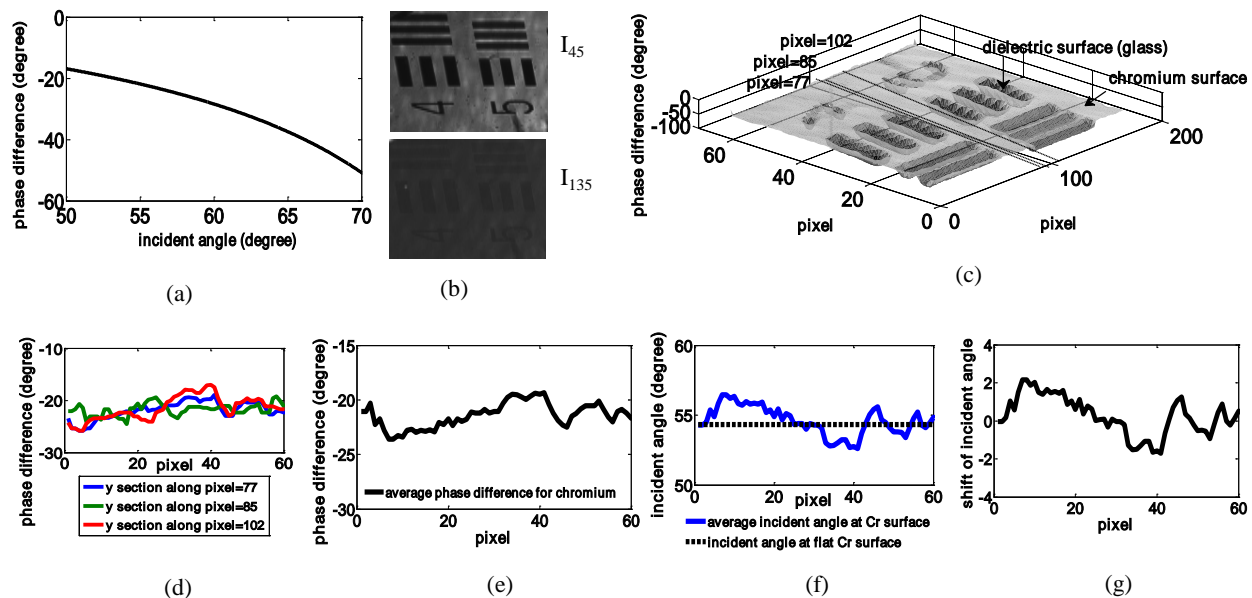 0
-20
-40
-60
50 55 60 65 70
phase difference (degree)
incident angle (degree)
(a)
4 5
I45
4 5
I135
(b)
pixel=102
pixel=85
pixel=77
dielectric surface (glass)
chromium surface
0
-50
-100
phase difference (degree)
60
40
20
0
pixel
0
100
200
pixel
(c)
-10
-20
-30
0 20 40 60
phase difference (degree)
pixel
y section along pixel=77
y section along pixel=85
y section along pixel=102
(d)
-15
-20
-25
-30
0 20 40 60
phase difference (degree)
average phase difference for chromium
pixel
(e)
60
55
50
0 20 40 60
incident angle (degree)
pixel
average incident angle at Cr surface
incident angle at flat Cr surface
(f)
4
2
0
-2
-4
0 20 40 60
shift of incident angle
pixel
(g)